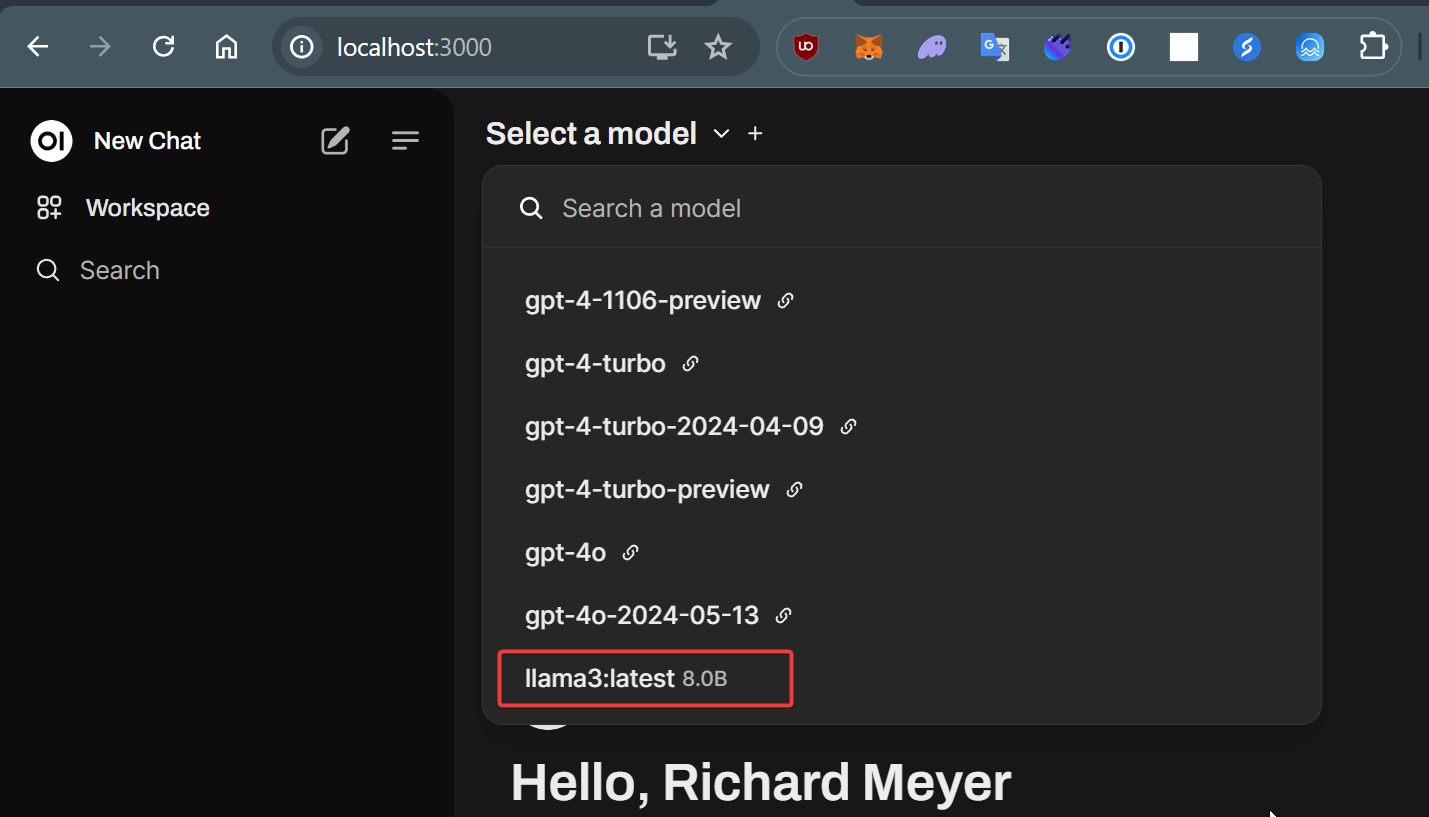 localhost:3000
OI New Chat
Select a model
Workspace
Search a model
Search
gpt-4-1106-preview
gpt-4-turbo
gpt-4-turbo-2024-04-09
gpt-4-turbo-preview
gpt-4o
gpt-4o-2024-05-13
llama3:latest 8.0B
Hello, Richard Meyer